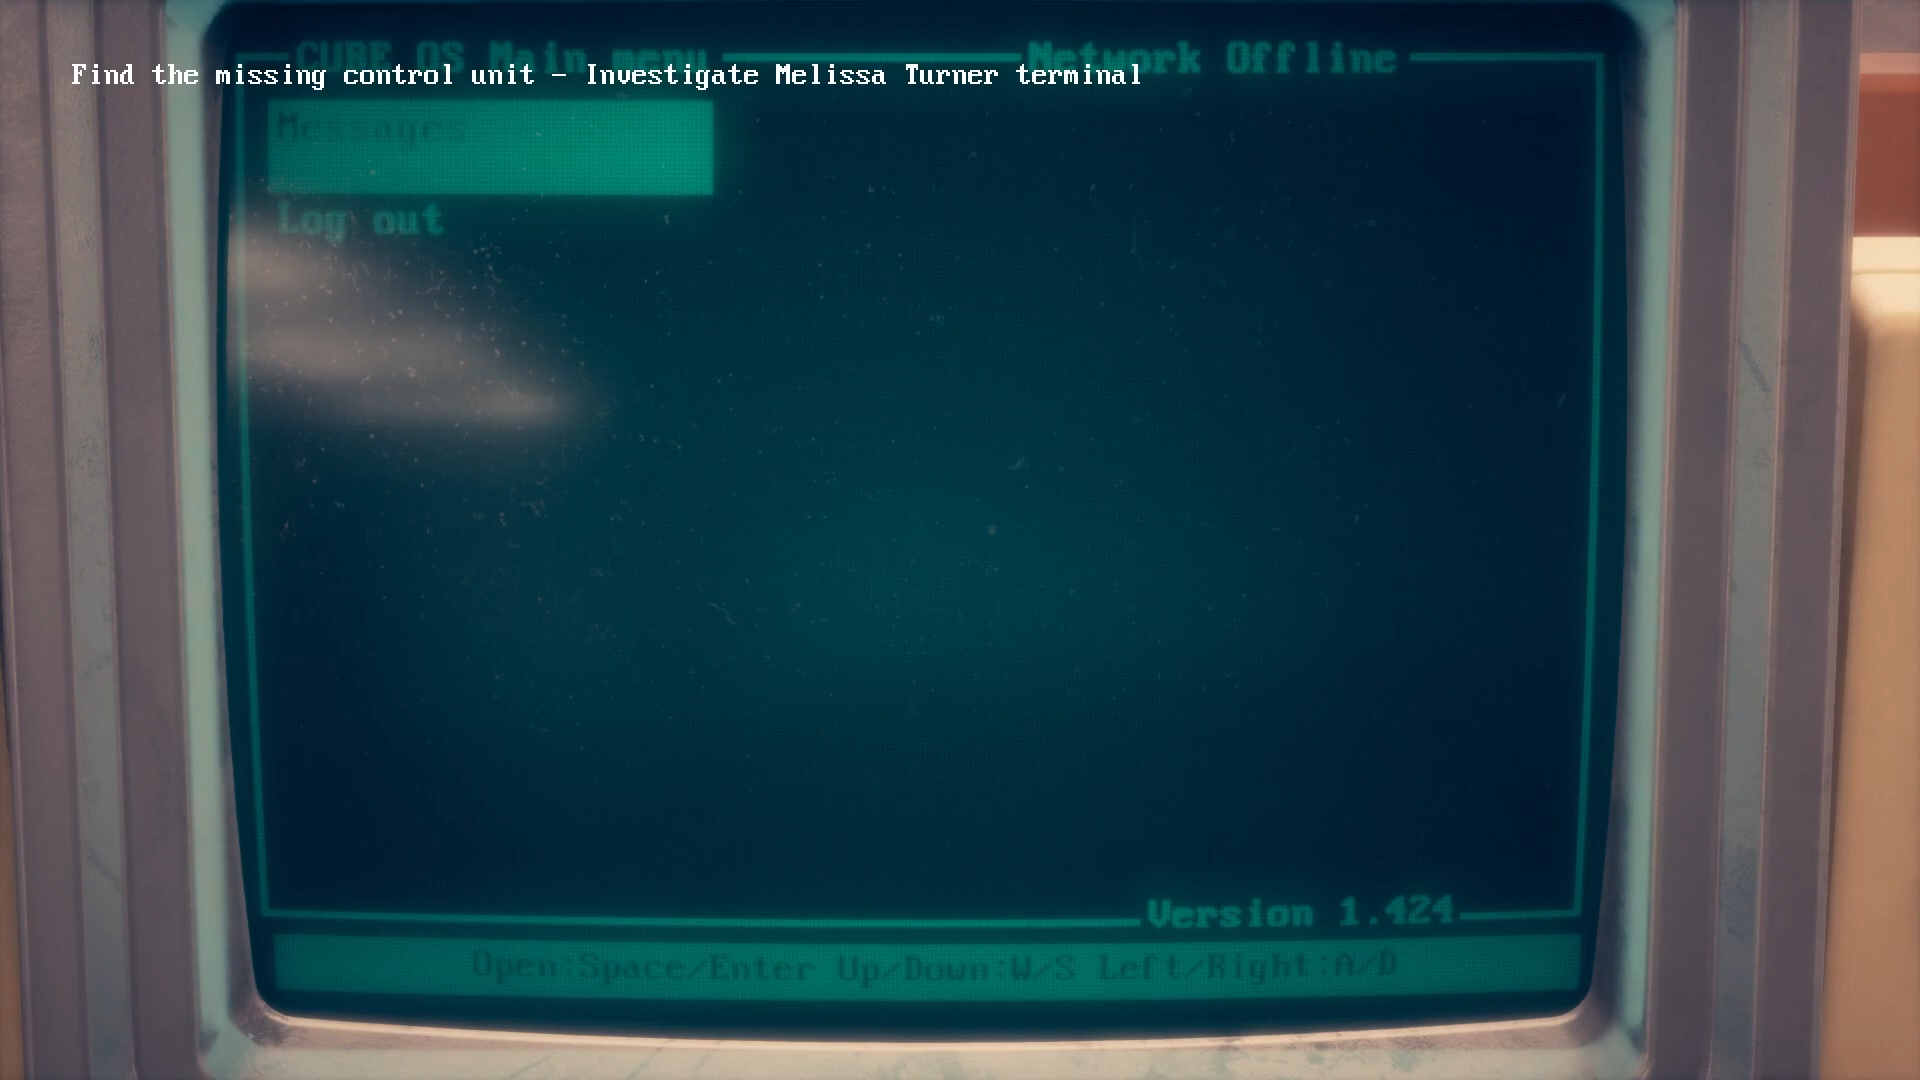 CUBE OS Main menu Network Offline
Find the missing control unit - Investigate Melissa Turner terminal
Messages
Log out
Version 1.424
Open:Space/Enter Up/Down:W/S Left/Right:A/D